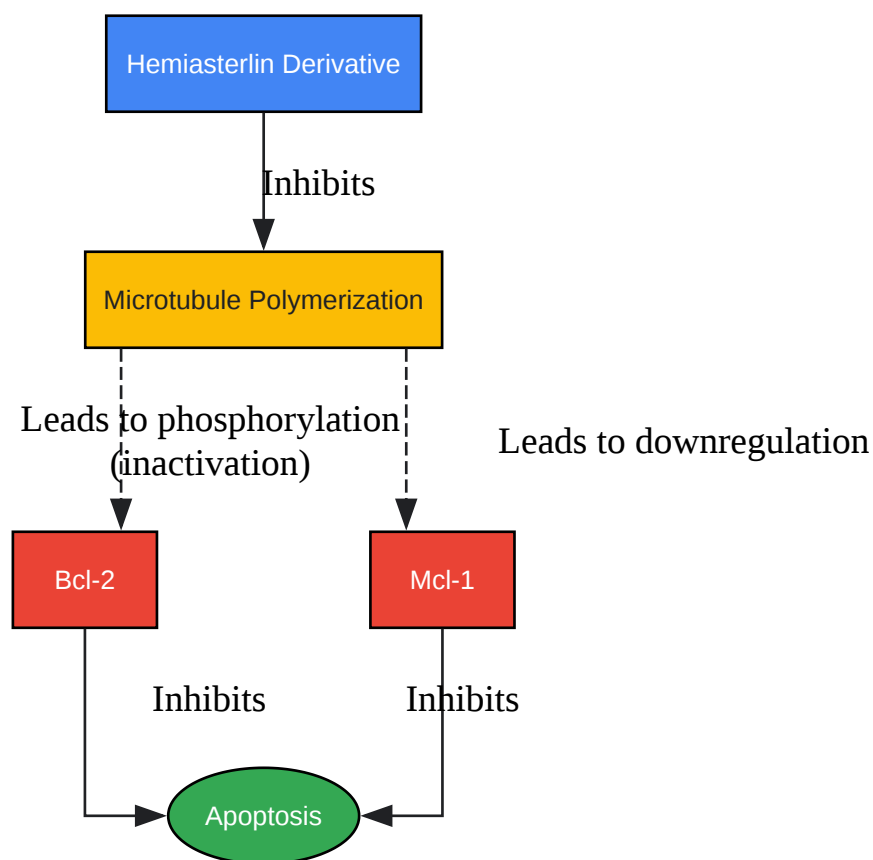 Hemiasterlin Derivative
Inhibits
Microtubule Polymerization
Leads to phosphorylation
(inactivation)
Leads to downregulation
Bcl-2
Mcl-1
Inhibits
Inhibits
Apoptosis